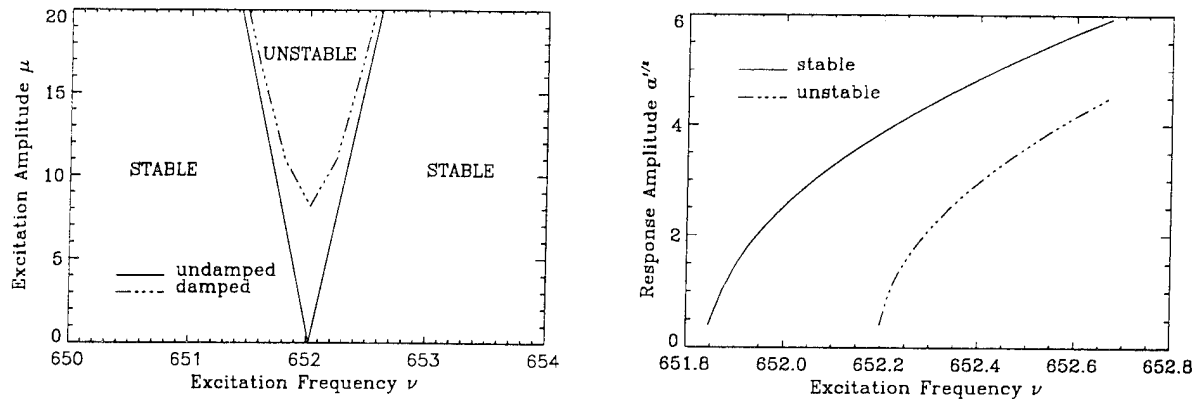 20
15
10
5
0
Excitation Amplitude μ
UNSTABLE
STABLE
STABLE
undamped
damped
650
651
652
653
654
Excitation Frequency ν
6
4
2
0
Response Amplitude a^{1/2}
stable
unstable
651.8
652.0
652.2
652.4
652.6
652.8
Excitation Frequency ν